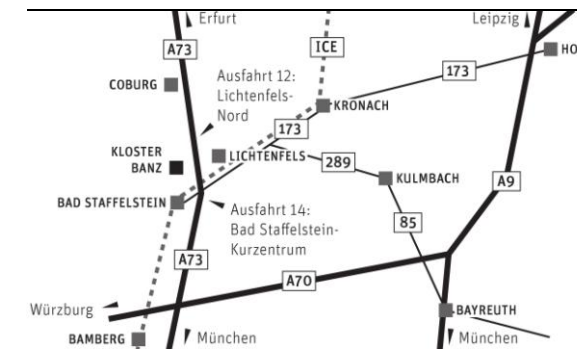 Erfurt
Leipzig
A73
ICE
HO
173
COBURG
Ausfahrt 12:
Lichtenfels-
Nord
KRONACH
173
KLOSTER
BANZ
LICHTENFELS
289
KULMBACH
A9
BAD STAFFELSTEIN
Ausfahrt 14:
Bad Staffelstein-
Kurzentrum
85
A73
A70
Würzburg
BAYREUTH
BAMBERG
München
München